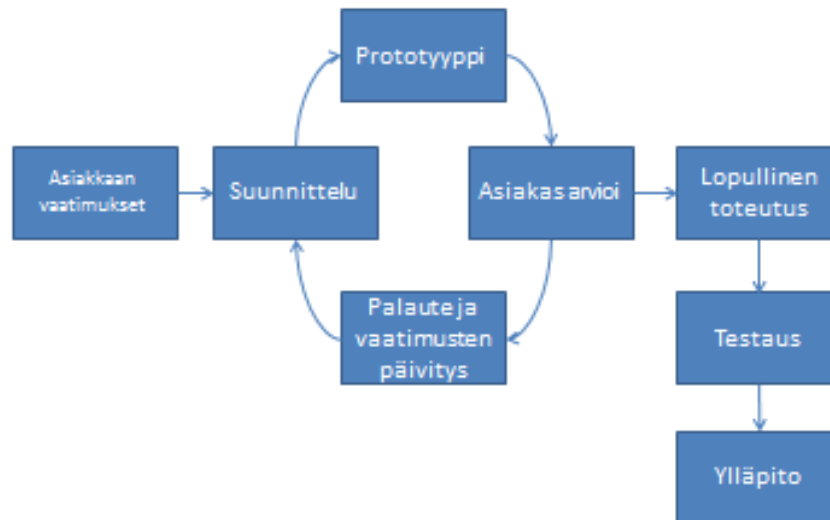 Prototyyppi
Asiakkaan
vaatimukset
Suunnittelu
Asiakas arvioi
Lopullinen
toteutus
Palaute ja
vaatimusten
päivitys
Testaus
Ylläpito